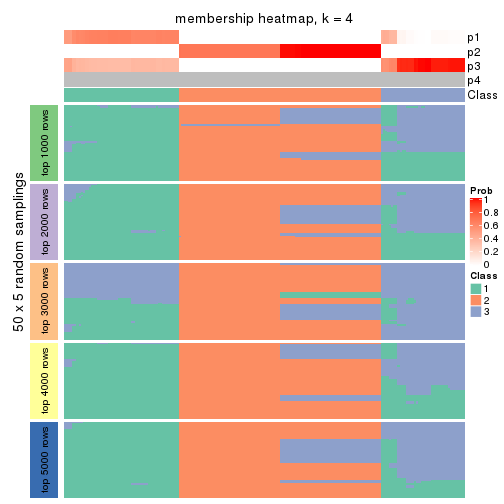 membership heatmap, k = 4
p1
p2
p3
p4
Class
50 x 5 random samplings
top 1000 rows
top 2000 rows
top 3000 rows
top 4000 rows
top 5000 rows
Prob
1
0.8
0.6
0.4
0.2
0
Class
1
2
3